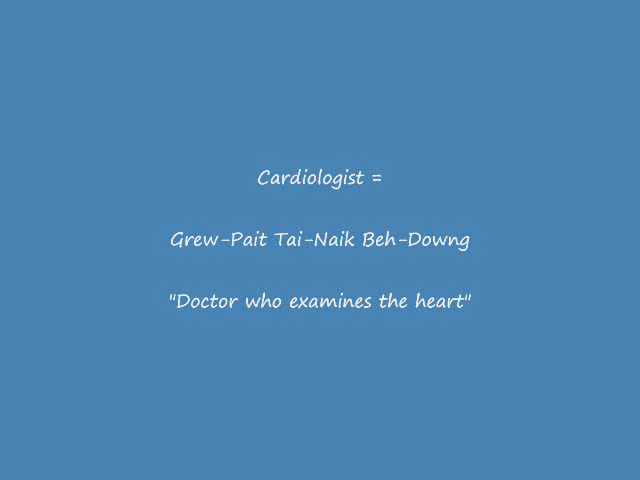 Cardiologist =
Grew-Pait Tai-Naik Beh-Downg
"Doctor who examines the heart"